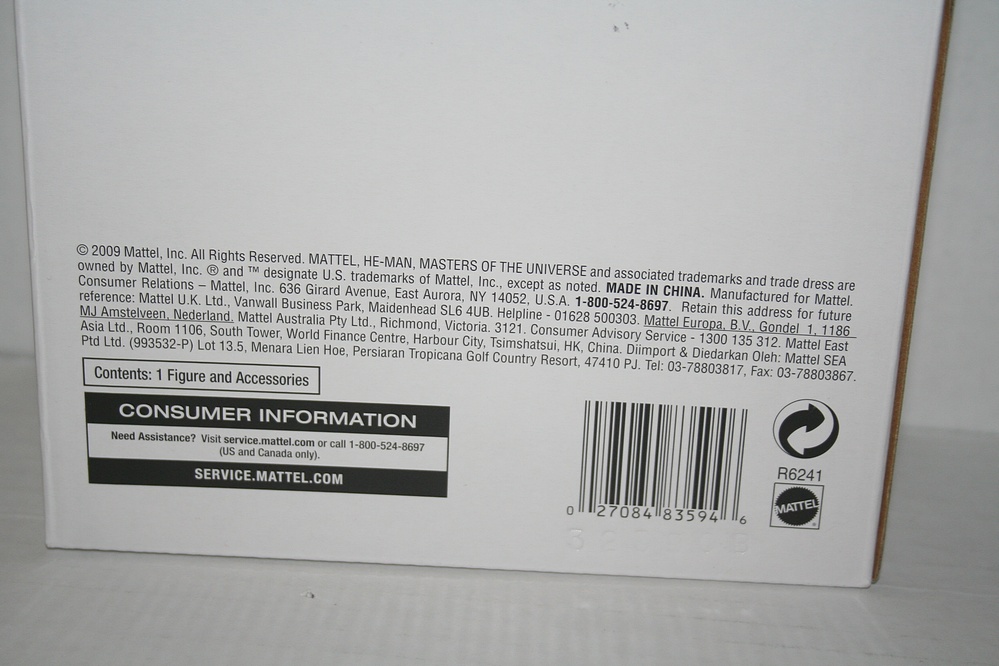 © 2009 Mattel, Inc. All Rights Reserved. MATTEL, HE-MAN, MASTERS OF THE UNIVERSE and associated trademarks and trade dress are
owned by Mattel, Inc. ® and ™ designate U.S. trademarks of Mattel, Inc., except as noted. MADE IN CHINA. Manufactured for Mattel.
Consumer Relations – Mattel, Inc. 636 Girard Avenue, East Aurora, NY 14052, U.S.A. 1-800-524-8697. Retain this address for future
reference: Mattel U.K. Ltd., Vanwall Business Park, Maidenhead SL6 4UB. Helpline - 01628 500303. Mattel Europa, B.V., Gondel 1, 1186
MJ Amstelveen, Nederland. Mattel Australia Pty Ltd., Richmond, Victoria. 3121. Consumer Advisory Service - 1300 135 312. Mattel East
Asia Ltd., Room 1106, South Tower, World Finance Centre, Harbour City, Tsimshatsui, HK, China. Diimport & Diedarkan Oleh: Mattel SEA
Ptd Ltd. (993532-P) Lot 13.5, Menara Lien Hoe, Persiaran Tropicana Golf Country Resort, 47410 PJ. Tel: 03-78803817, Fax: 03-78803867.
Contents: 1 Figure and Accessories
CONSUMER INFORMATION
Need Assistance? Visit service.mattel.com or call 1-800-524-8697
(US and Canada only).
SERVICE.MATTEL.COM
0 27084 83594 6
R6241
MATTEL